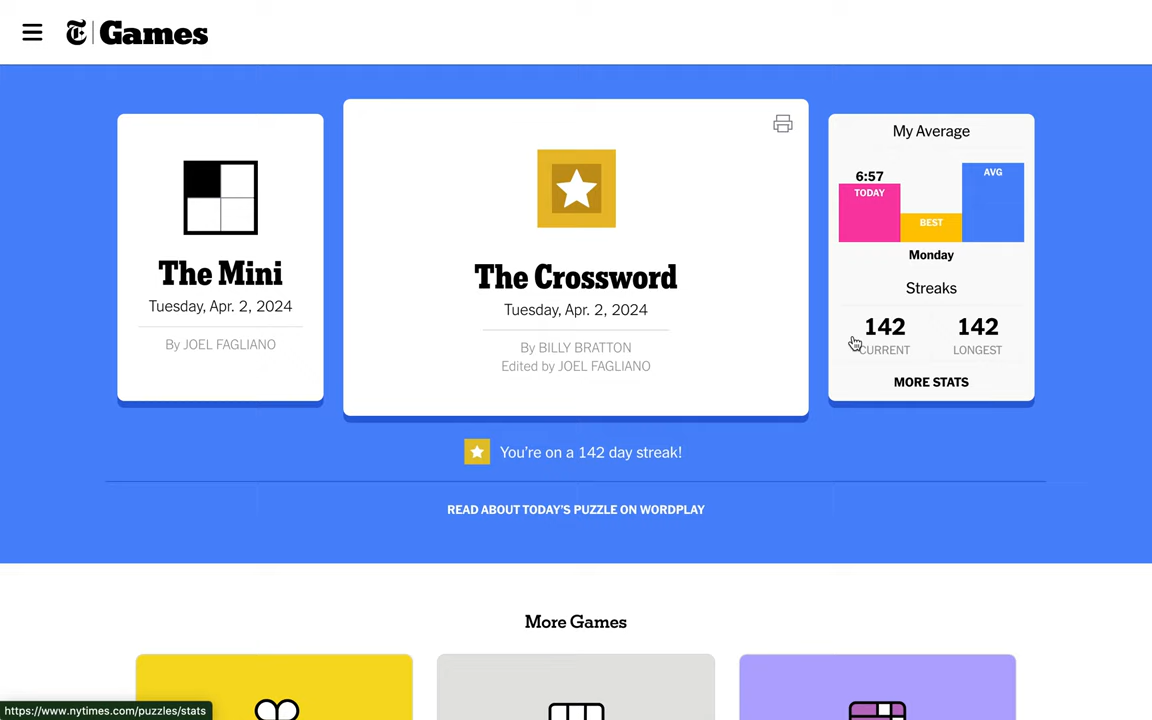 T Games
The Mini
Tuesday, Apr. 2, 2024
By JOEL FAGLIANO
The Crossword
Tuesday, Apr. 2, 2024
By BILLY BRATTON
Edited by JOEL FAGLIANO
My Average
6:57
TODAY
BEST
AVG
Monday
Streaks
142 142
CURRENT LONGEST
MORE STATS
You're on a 142 day streak!
READ ABOUT TODAY'S PUZZLE ON WORDPLAY
More Games
https://www.nytimes.com/puzzles/stats